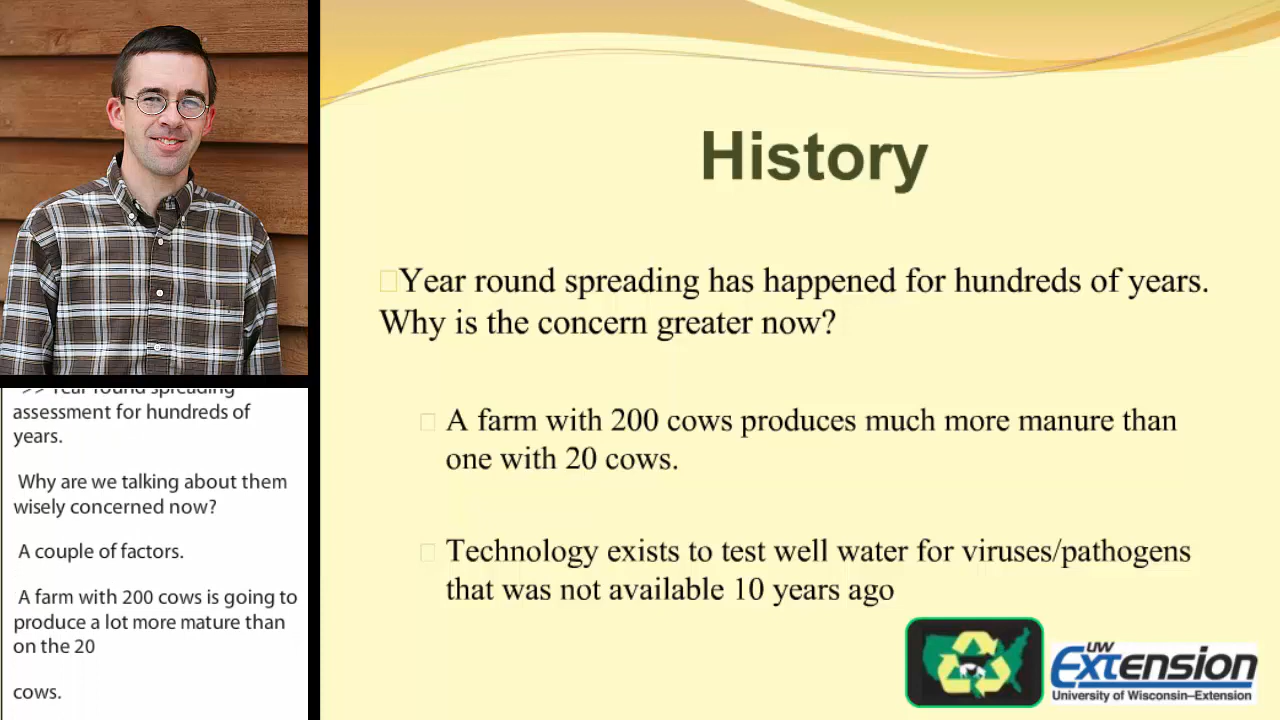 History
Year round spreading has happened for hundreds of years.
Why is the concern greater now?
A farm with 200 cows produces much more manure than
one with 20 cows.
Technology exists to test well water for viruses/pathogens
that was not available 10 years ago
UW
Extension
University of Wisconsin–Extension
>> Year round spreading
assessment for hundreds of
years.
Why are we talking about them
wisely concerned now?
A couple of factors.
A farm with 200 cows is going to
produce a lot more mature than
on the 20
cows.